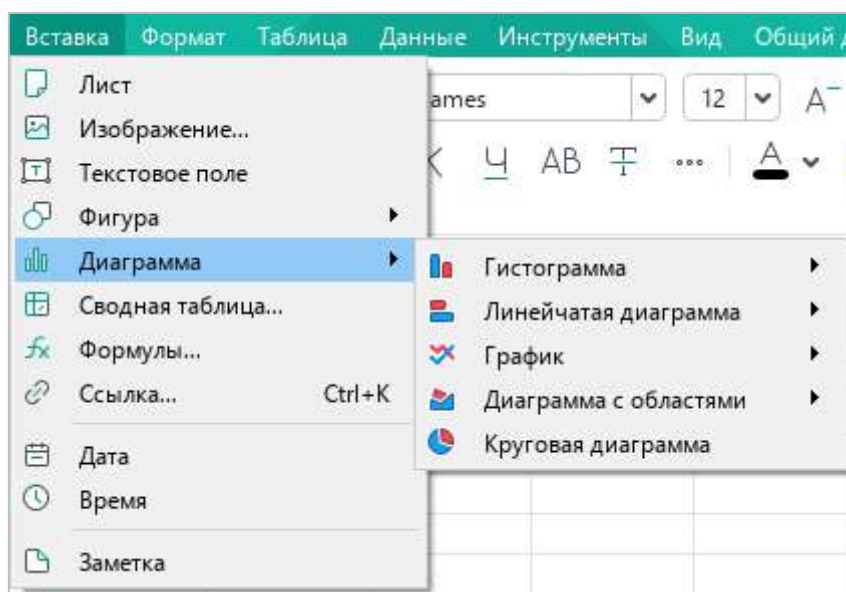 Вставка Формат Таблица Данные Инструменты Вид Общий
Лист
ames 12 A
Изображение...
Ч АВ Т ... А
Текстовое поле
Фигура
Диаграмма
Гистограмма
Сводная таблица...
Линейчатая диаграмма
Формулы...
График
Ссылка... Ctrl+K
Диаграмма с областями
Круговая диаграмма
Дата
Время
Заметка